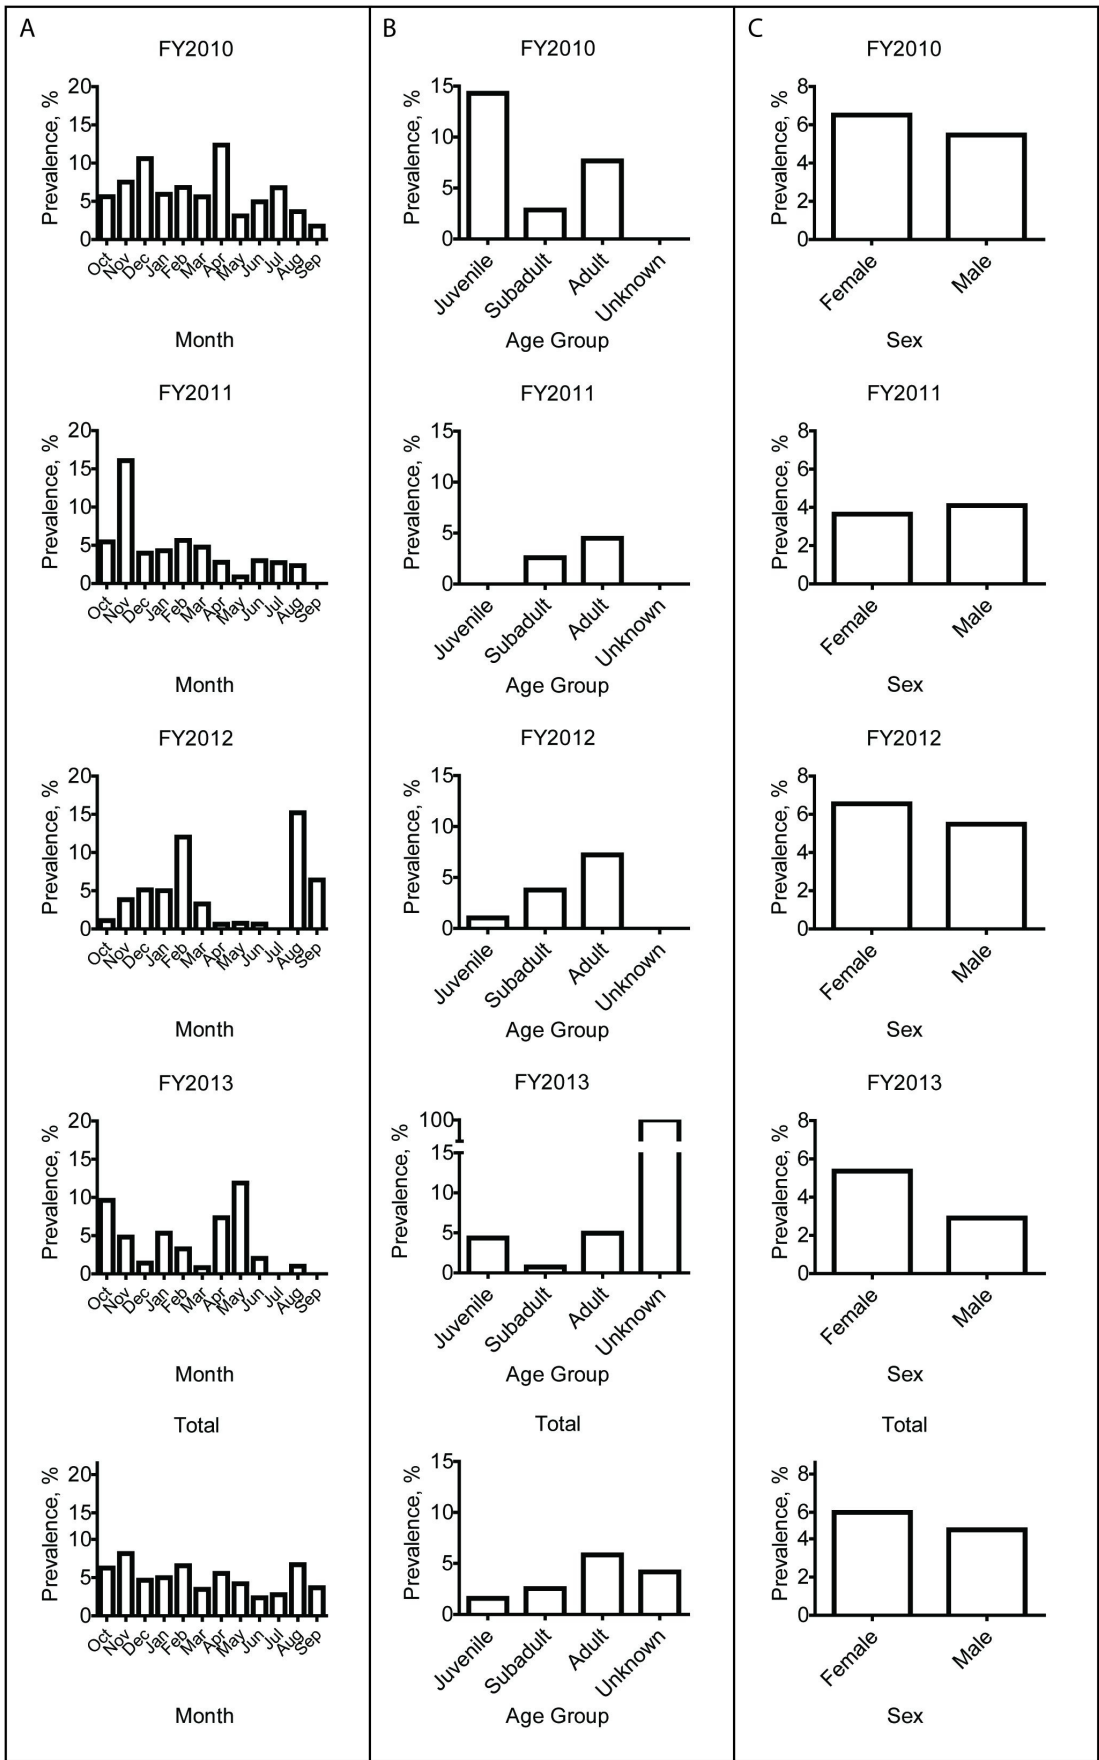 A
FY2010
Prevalence, %
20
15
10
5
0
Oct
Nov
Dec
Jan
Feb
Mar
Apr
May
Jun
Jul
Aug
Sep
Month
FY2011
Prevalence, %
20
15
10
5
0
Oct
Nov
Dec
Jan
Feb
Mar
Apr
May
Jun
Jul
Aug
Sep
Month
FY2012
Prevalence, %
20
15
10
5
0
Oct
Nov
Dec
Jan
Feb
Mar
Apr
May
Jun
Jul
Aug
Sep
Month
FY2013
Prevalence, %
20
15
10
5
0
Oct
Nov
Dec
Jan
Feb
Mar
Apr
May
Jun
Jul
Aug
Sep
Month
Total
Prevalence, %
20
15
10
5
0
Oct
Nov
Dec
Jan
Feb
Mar
Apr
May
Jun
Jul
Aug
Sep
Month
B
FY2010
Prevalence, %
15
10
5
0
Juvenile
Subadult
Adult
Unknown
Age Group
FY2011
Prevalence, %
15
10
5
0
Juvenile
Subadult
Adult
Unknown
Age Group
FY2012
Prevalence, %
15
10
5
0
Juvenile
Subadult
Adult
Unknown
Age Group
FY2013
Prevalence, %
100
15
10
5
0
Juvenile
Subadult
Adult
Unknown
Age Group
Total
Prevalence, %
15
10
5
0
Juvenile
Subadult
Adult
Unknown
Age Group
C
FY2010
Prevalence, %
8
6
4
2
0
Female
Male
Sex
FY2011
Prevalence, %
8
6
4
2
0
Female
Male
Sex
FY2012
Prevalence, %
8
6
4
2
0
Female
Male
Sex
FY2013
Prevalence, %
8
6
4
2
0
Female
Male
Sex
Total
Prevalence, %
8
6
4
2
0
Female
Male
Sex